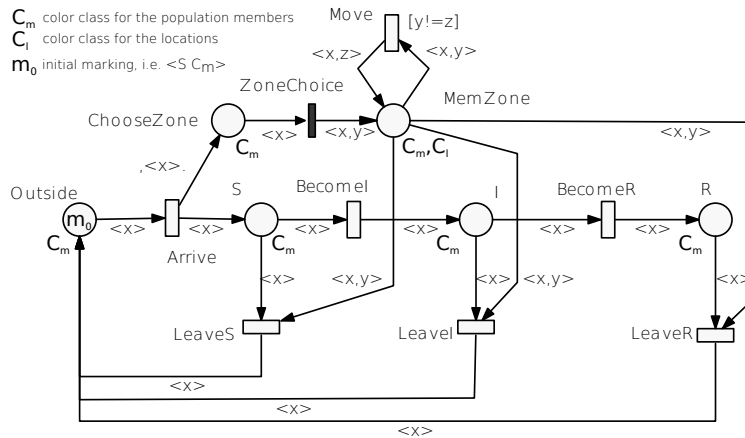 Cm color class for the population members
Cl color class for the locations
m0 initial marking, i.e. <S Cm>
Move
[y!=z]
<x,z>
<x,y>
ZoneChoice
MemZone
ChooseZone
<x>
<x,y>
<x,y>
Cm
Cm,Cl
,<x>.
Outside
S
BecomeI
I
BecomeR
R
m0
<x>
<x>
<x>
<x>
<x>
<x>
Cm
Cm
Cm
Cm
Arrive
<x>
<x,y>
<x>
<x,y>
<x>
LeaveS
LeaveI
LeaveR
<x>
<x>
<x>